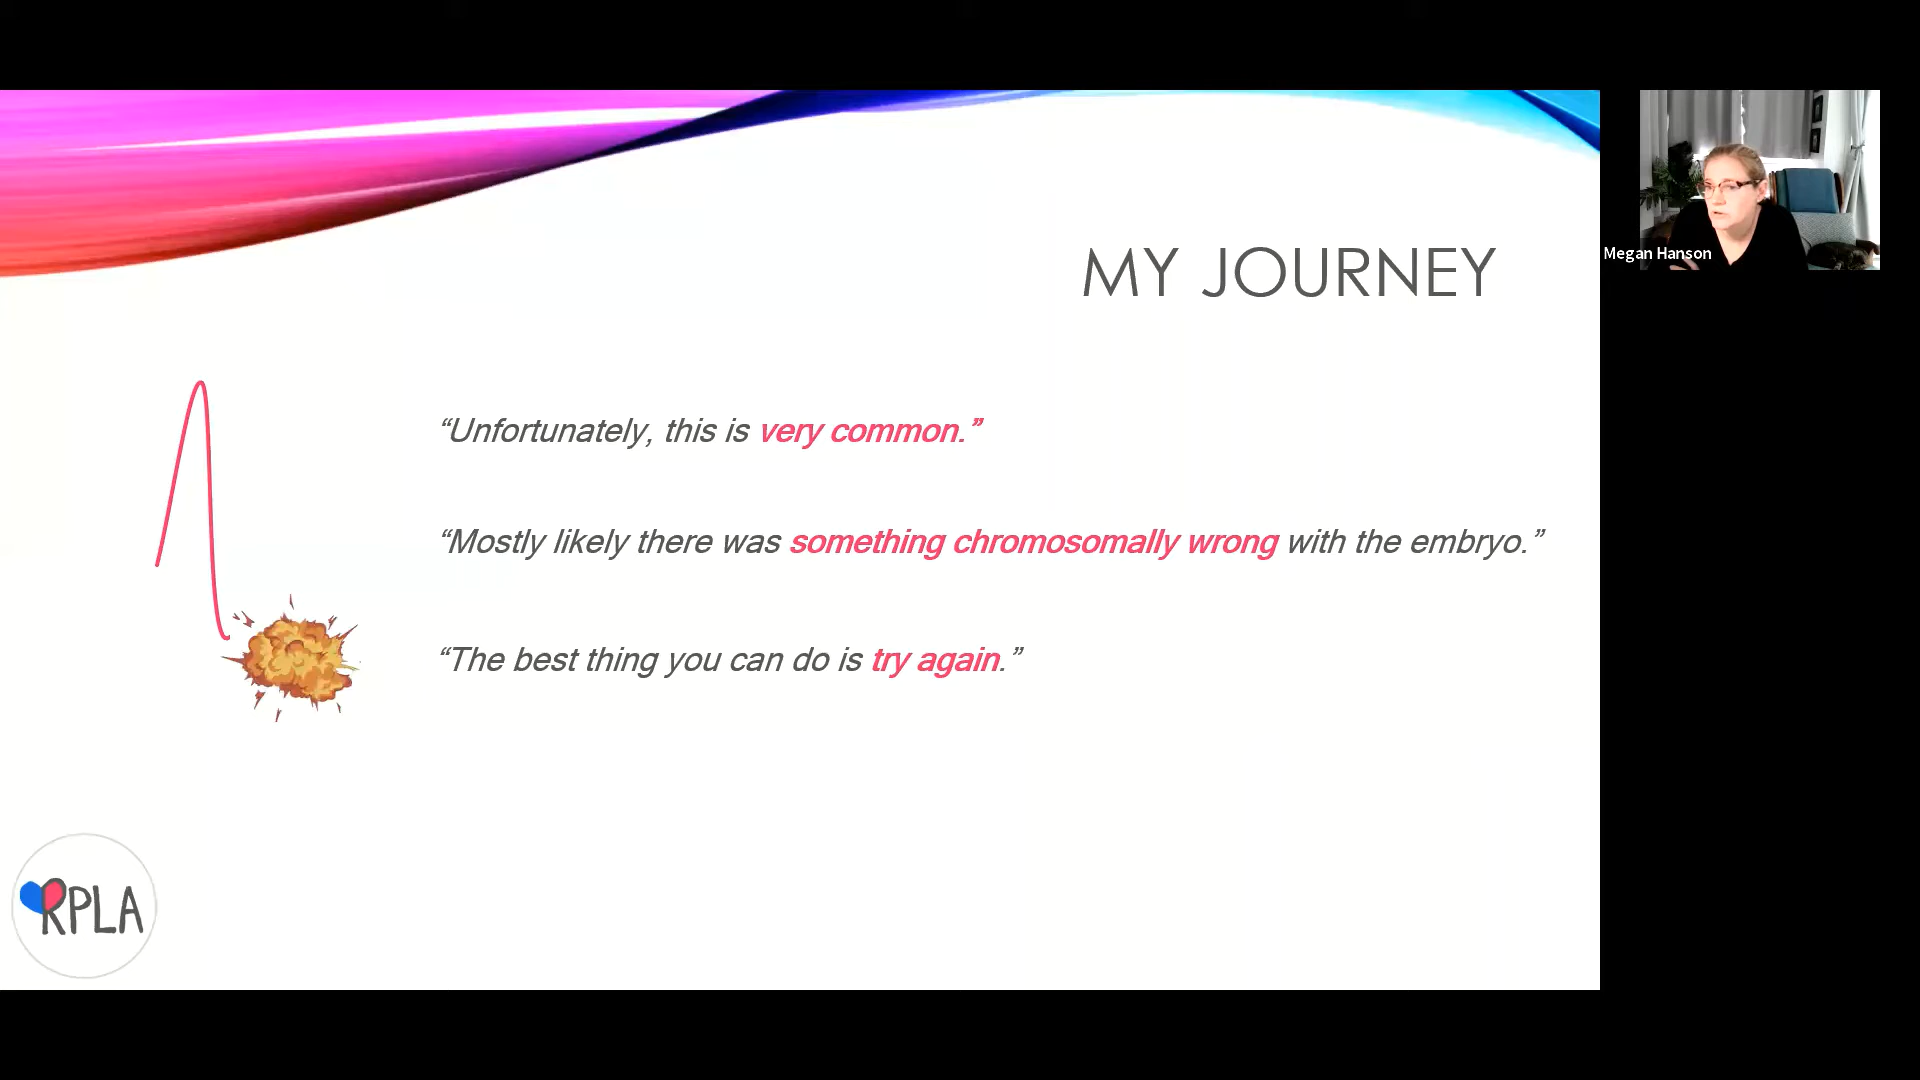 MY JOURNEY
Megan Hanson
“Unfortunately, this is very common.”
“Mostly likely there was something chromosomally wrong with the embryo.”
“The best thing you can do is try again.”
RPLA